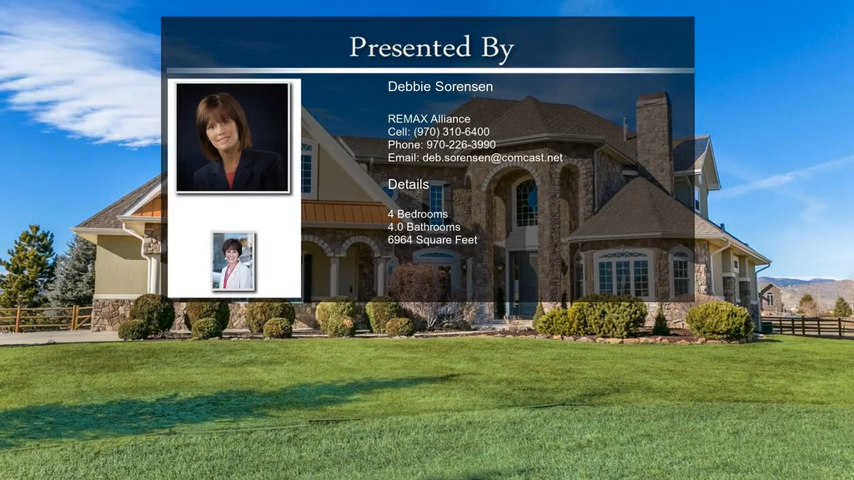 Presented By
Debbie Sorensen
REMAX Alliance
Cell: (970) 310-6400
Phone: 970-226-3990
Email: deb.sorensen@comcast.net
Details
4 Bedrooms
4.0 Bathrooms
6964 Square Feet